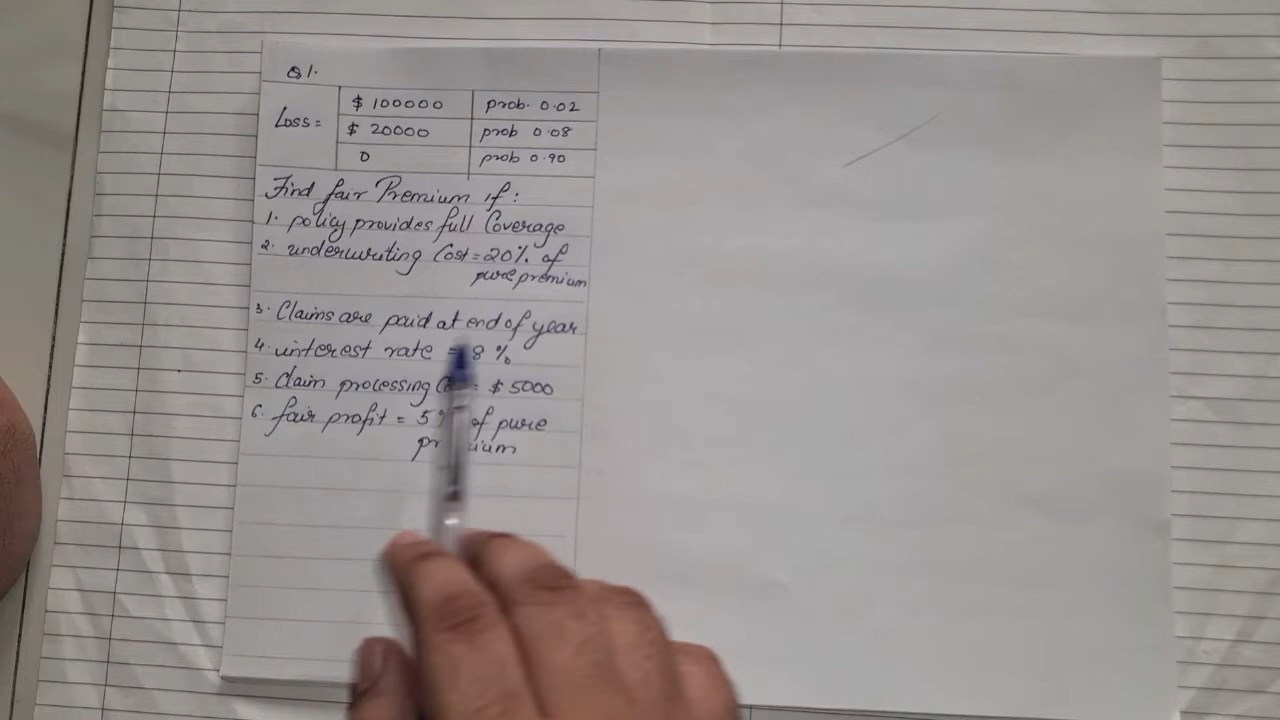 Q1.
Loss =
$ 100000 prob. 0.02
$ 20000 prob 0.08
0 prob 0.90
Find fair Premium if:
1. policy provides full Coverage
2. underwriting Cost = 20% of
pure premium
3. Claims are paid at end of year
4. interest rate = 8 %
5. Claim processing = $ 5000
6. fair profit = 5 of pure